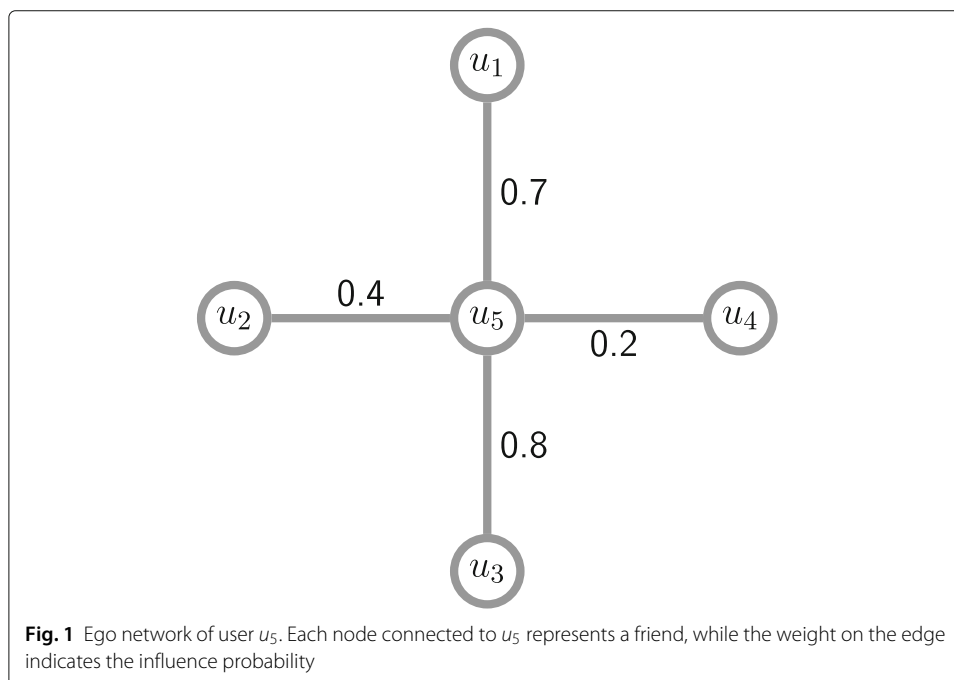 u₁
0.7
0.4
u₂
u₅
u₄
0.2
0.8
u₃
Fig. 1 Ego network of user u₅. Each node connected to u₅ represents a friend, while the weight on the edge
indicates the influence probability